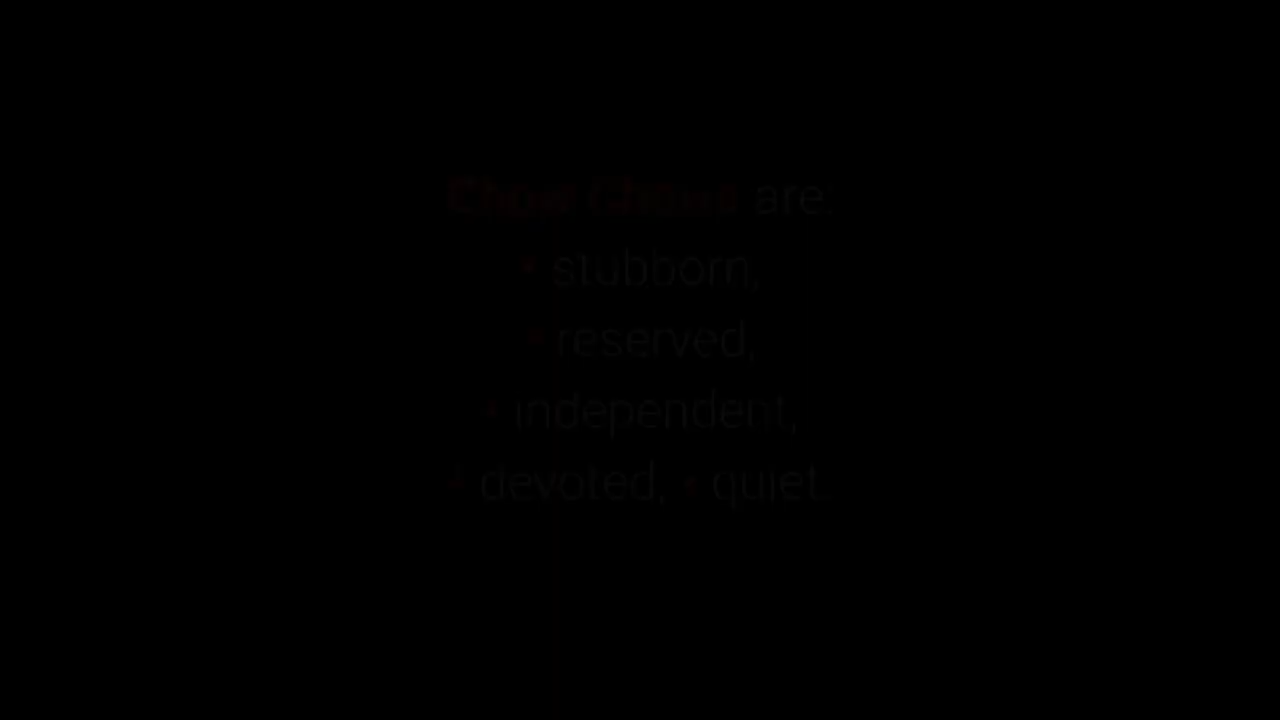 Chow Chows are:
• stubborn,
• reserved,
• independent,
• devoted, • quiet.